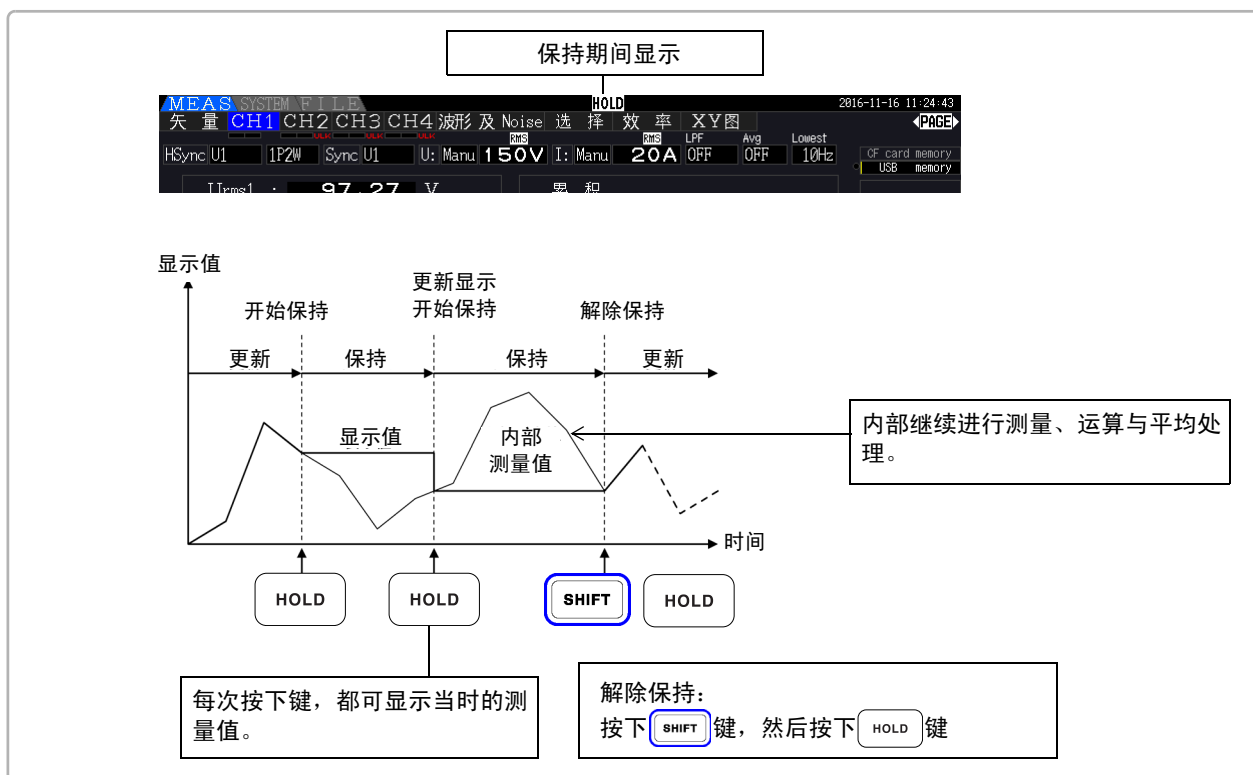 保持期间显示
MEAS SYSTEM FILE HOLD 2016-11-16 11:24:43
矢 量 CH1 CH2 CH3 CH4 波形 及 Noise 选 择 效 率 XY图 PAGE
RMS RMS LPF Avg Lowest
HSync U1 1P2W Sync U1 U: Manu 150V I: Manu 20A OFF OFF 10Hz
CF card memory
USB memory
Urms1 : 97.27 V 累 积
显示值
更新显示
开始保持 开始保持 解除保持
更新 保持 保持 更新
显示值
内部
测量值
内部继续进行测量、运算与平均处
理。
时间
HOLD HOLD SHIFT HOLD
每次按下键，都可显示当时的测
量值。
解除保持：
按下 SHIFT 键，然后按下 HOLD 键